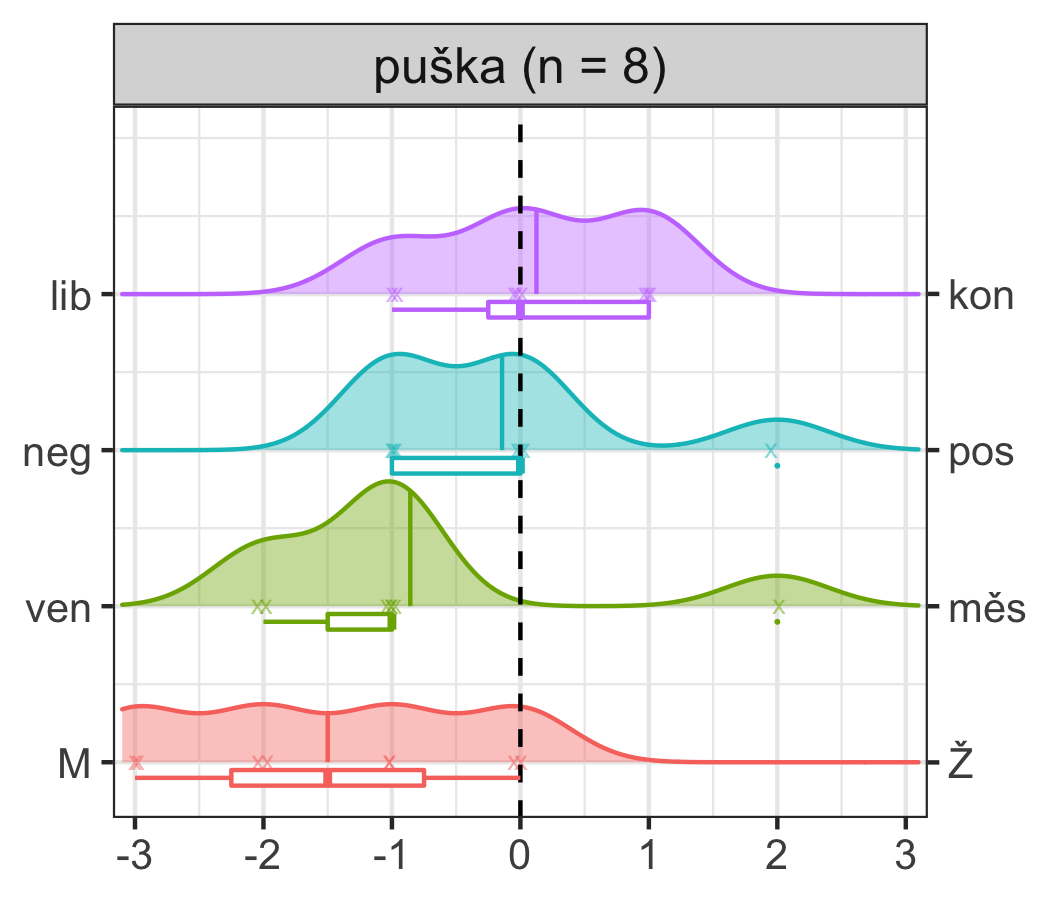 puška (n = 8)
lib kon
neg pos
ven měs
M Ž
-3 -2 -1 0 1 2 3